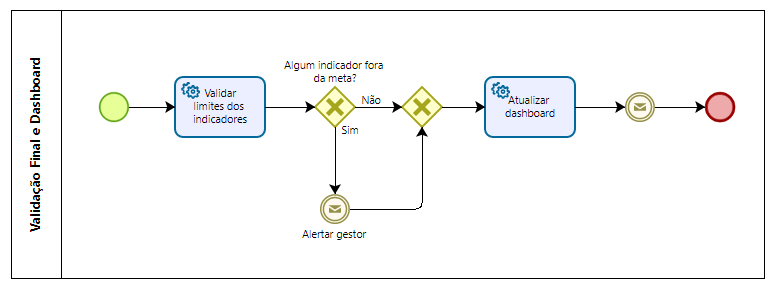 Validação Final e Dashboard
Validar
limites dos
indicadores
Algum indicador fora
da meta?
Não
Sim
Alertar gestor
Atualizar
dashboard